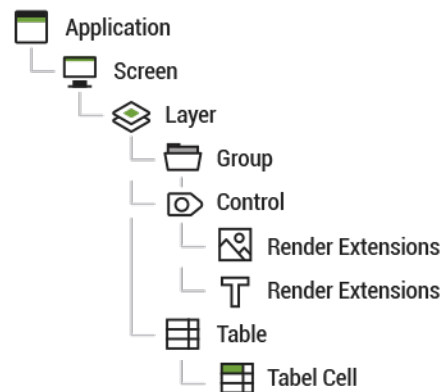 Application
Screen
Layer
Group
Control
Render Extensions
Render Extensions
Table
Tabel Cell